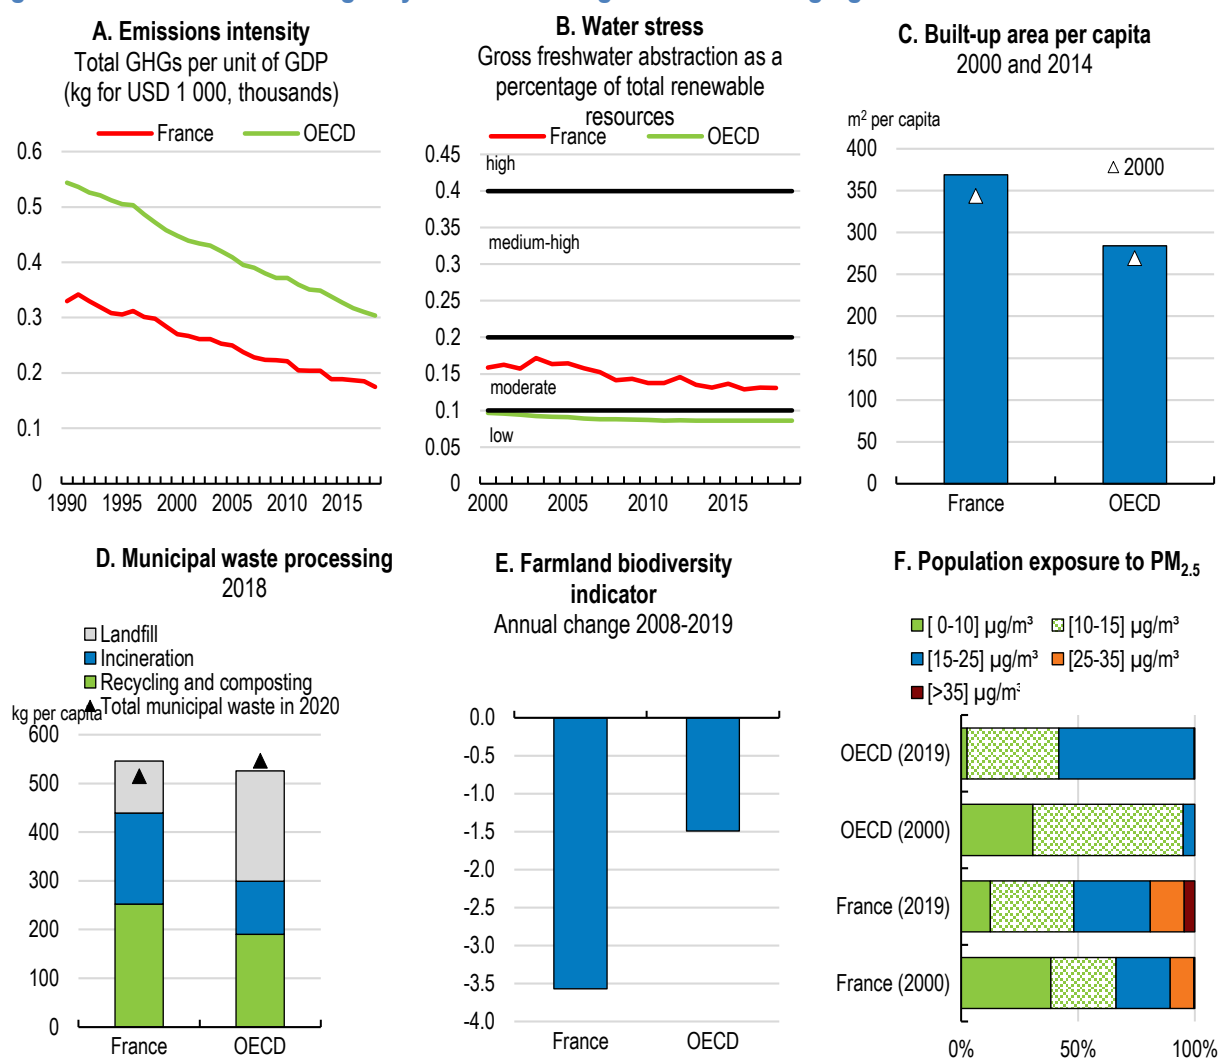 A. Emissions intensity
Total GHGs per unit of GDP
(kg for USD 1 000, thousands)
France
OECD
0.6
0.5
0.4
0.3
0.2
0.1
0
1990
1995
2000
2005
2010
2015
B. Water stress
Gross freshwater abstraction as a
percentage of total renewable
resources
France
OECD
0.45
0.4
0.35
0.3
0.25
0.2
0.15
0.1
0.05
0
high
medium-high
moderate
low
2000
2005
2010
2015
C. Built-up area per capita
2000 and 2014
m² per capita
400
350
300
250
200
150
100
50
0
2000
France
OECD
D. Municipal waste processing
2018
Landfill
Incineration
Recycling and composting
Total municipal waste in 2020
kg per capita
600
500
400
300
200
100
0
France
OECD
E. Farmland biodiversity
indicator
Annual change 2008-2019
0.0
-0.5
-1.0
-1.5
-2.0
-2.5
-3.0
-3.5
-4.0
France
OECD
F. Population exposure to PM₂.₅
[ 0-10] µg/m³
[10-15] µg/m³
[15-25] µg/m³
[25-35] µg/m³
[>35] µg/m³
OECD (2019)
OECD (2000)
France (2019)
France (2000)
0%
50%
100%